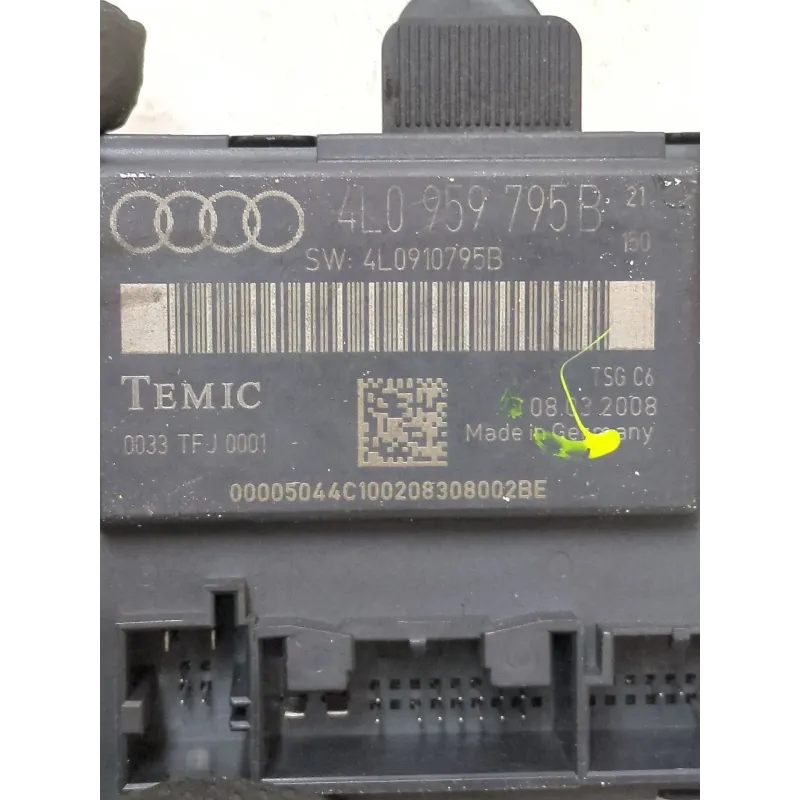 4L0 959 795B 21
150
SW: 4L0910795B
TEMIC
TSG C6
08.03.2008
0033 TFJ 0001
Made in Germany
00005044C100208308002BE